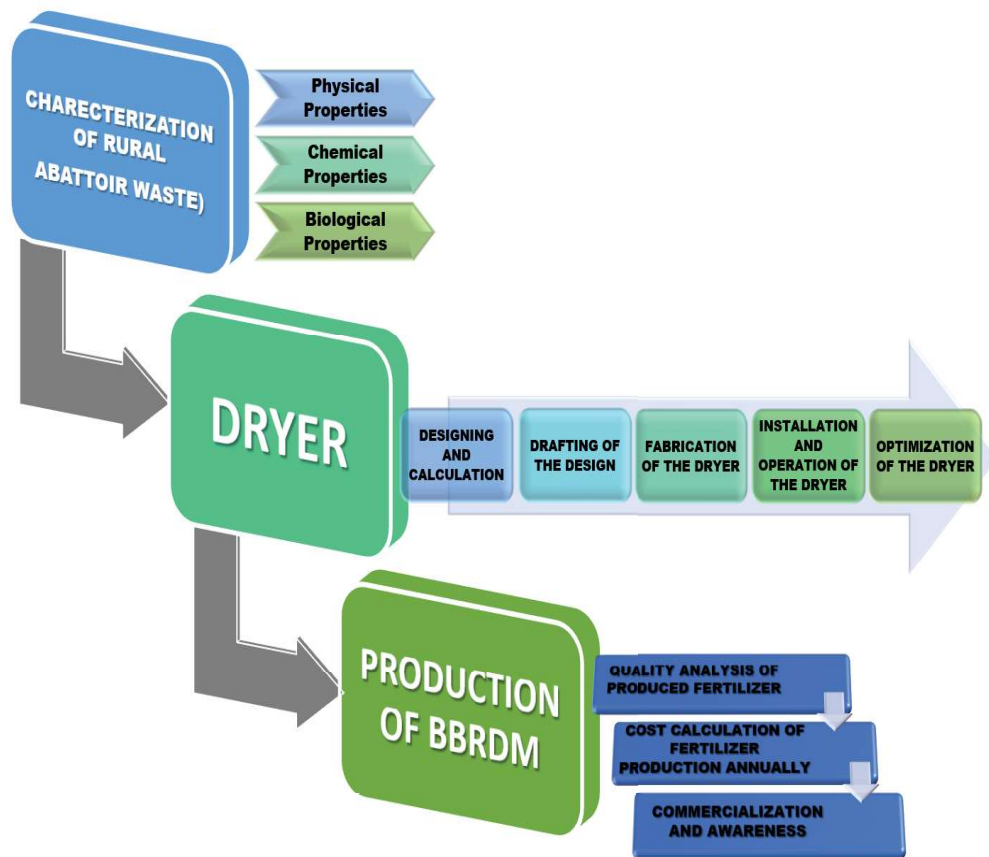 CHARECTERIZATION
OF RURAL
ABATTOIR WASTE)
Physical
Properties
Chemical
Properties
Biological
Properties
DRYER
DESIGNING
AND
CALCULATION
DRAFTING OF
THE DESIGN
FABRICATION
OF THE DRYER
INSTALLATION
AND
OPERATION OF
THE DRYER
OPTIMIZATION
OF THE DRYER
PRODUCTION
OF BBRDM
QUALITY ANALYSIS OF
PRODUCED FERTILIZER
COST CALCULATION OF
FERTILIZER
PRODUCTION ANNUALLY
COMMERCIALIZATION
AND AWARENESS